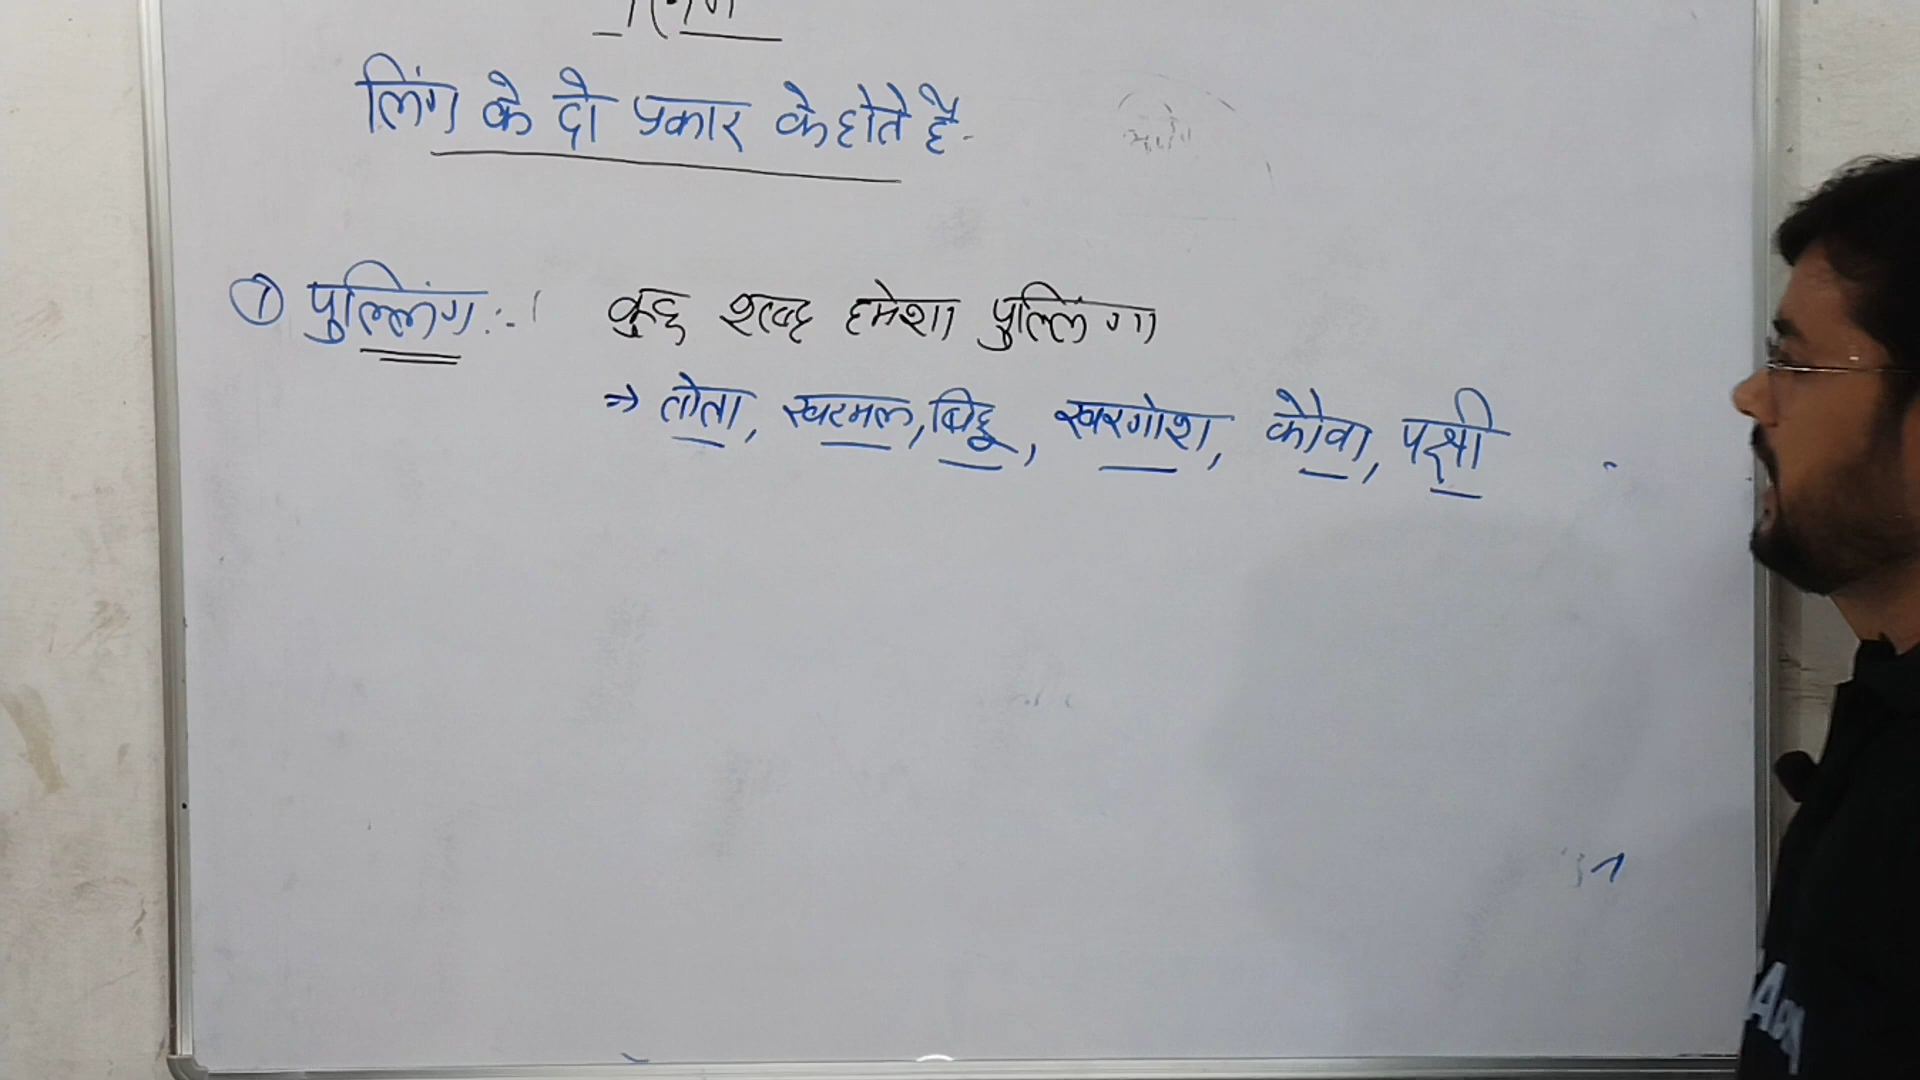 लिंग के दो प्रकार के होते है-
① पुल्लिंग :- कुछ शब्द हमेशा पुल्लिंग
⇒ तोता, खटमल, बिच्छू, खरगोश, कौवा, पक्षी